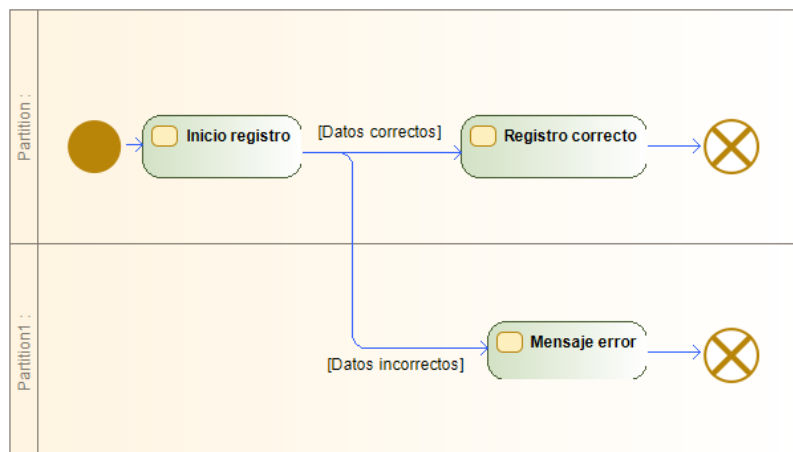 Partition :
Inicio registro
[Datos correctos]
Registro correcto
Partition1 :
[Datos incorrectos]
Mensaje error